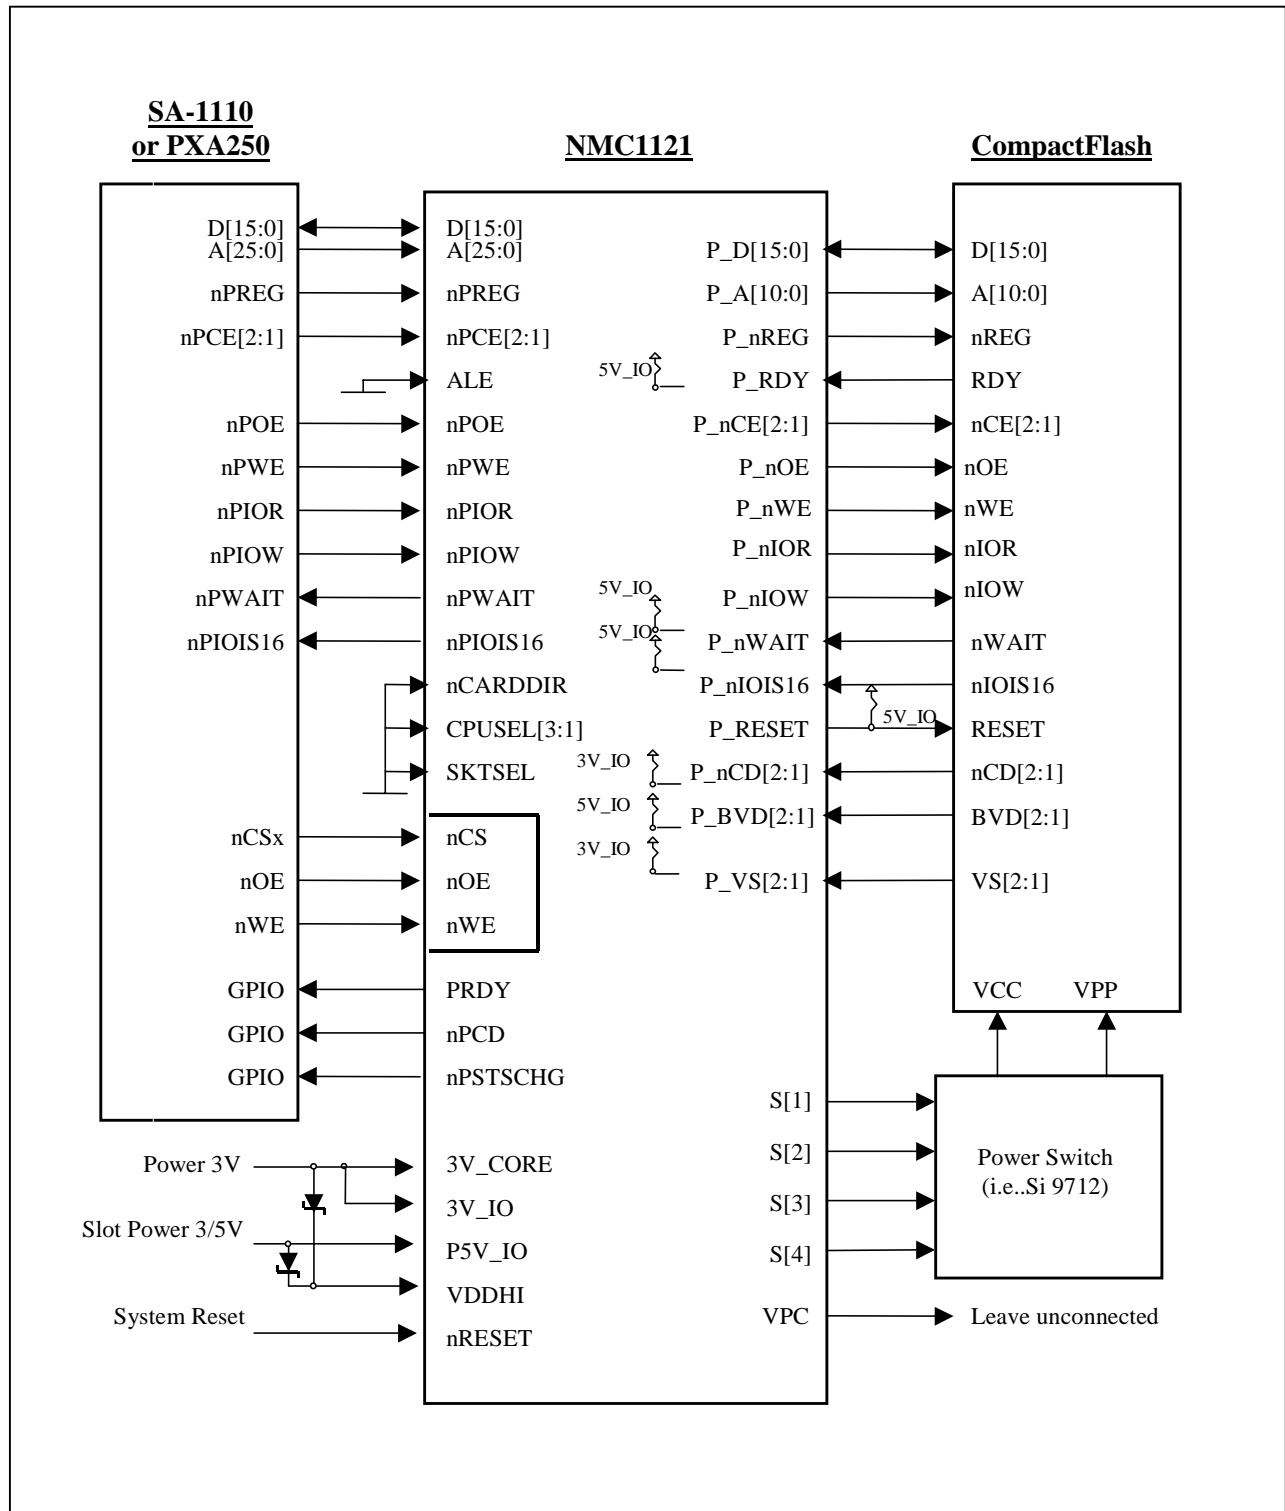 SA-1110
or PXA250
NMC1121
CompactFlash
D[15:0]
A[25:0]
nPREG
nPCE[2:1]
nPOE
nPWE
nPIOR
nPIOW
nPWAIT
nPIOIS16
nCSx
nOE
nWE
GPIO
GPIO
GPIO
Power 3V
Slot Power 3/5V
System Reset
D[15:0]
A[25:0]
nPREG
nPCE[2:1]
ALE
nPOE
nPWE
nPIOR
nPIOW
nPWAIT
nPIOIS16
nCARDDIR
CPUSEL[3:1]
SKTSEL
nCS
nOE
nWE
PRDY
nPCD
nPSTSCHG
3V_CORE
3V_IO
P5V_IO
VDDHI
nRESET
5V_IO
5V_IO
5V_IO
3V_IO
5V_IO
3V_IO
P_D[15:0]
P_A[10:0]
P_nREG
P_RDY
P_nCE[2:1]
P_nOE
P_nWE
P_nIOR
P_nIOW
P_nWAIT
P_nIOIS16
P_RESET
P_nCD[2:1]
P_BVD[2:1]
P_VS[2:1]
S[1]
S[2]
S[3]
S[4]
VPC
5V_IO
D[15:0]
A[10:0]
nREG
RDY
nCE[2:1]
nOE
nWE
nIOR
nIOW
nWAIT
nIOIS16
RESET
nCD[2:1]
BVD[2:1]
VS[2:1]
VCC VPP
Power Switch
(i.e..Si 9712)
Leave unconnected